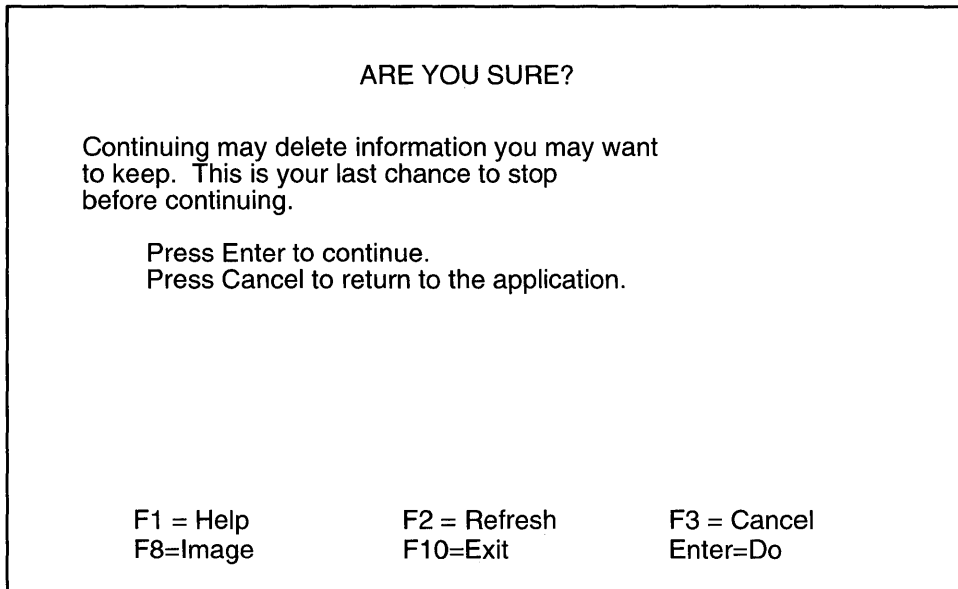 ARE YOU SURE?
Continuing may delete information you may want
to keep.  This is your last chance to stop
before continuing.
Press Enter to continue.
Press Cancel to return to the application.
F1 = Help F2 = Refresh F3 = Cancel
F8=Image F10=Exit Enter=Do